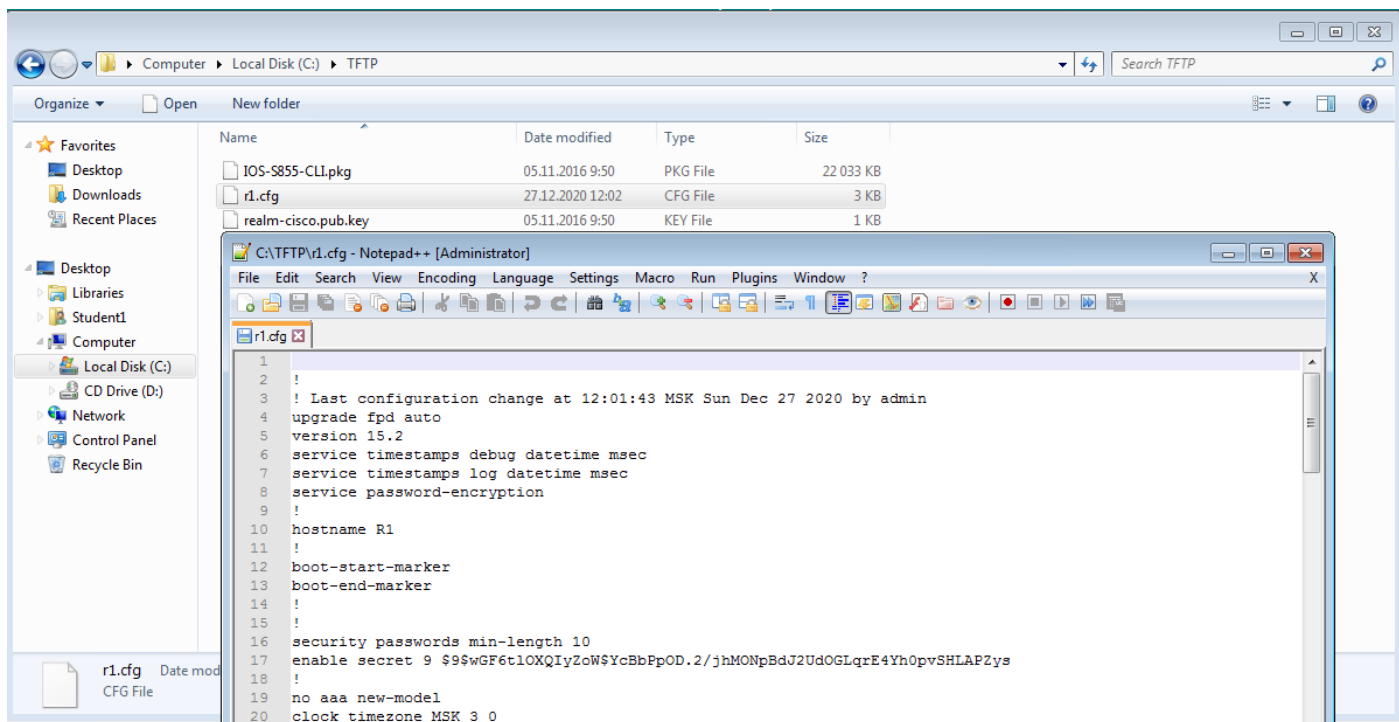 Computer Local Disk (C:) TFTP Search TFTP
Organize Open New folder
Favorites
Desktop
Downloads
Recent Places
Desktop
Libraries
Student1
Computer
Local Disk (C:)
CD Drive (D:)
Network
Control Panel
Recycle Bin
Name Date modified Type Size
IOS-S855-CLI.pkg 05.11.2016 9:50 PKG File 22 033 KB
r1.cfg 27.12.2020 12:02 CFG File 3 KB
realm-cisco.pub.key 05.11.2016 9:50 KEY File 1 KB
C:\TFTP\r1.cfg - Notepad++ [Administrator]
File Edit Search View Encoding Language Settings Macro Run Plugins Window ? X
r1.cfg
1
2 !
3 ! Last configuration change at 12:01:43 MSK Sun Dec 27 2020 by admin
4 upgrade fpd auto
5 version 15.2
6 service timestamps debug datetime msec
7 service timestamps log datetime msec
8 service password-encryption
9 !
10 hostname R1
11 !
12 boot-start-marker
13 boot-end-marker
14 !
15 !
16 security passwords min-length 10
17 enable secret 9 $9$wGF6tlOXQIyZoW$YcBbPpOD.2/jhMONpBdJ2UdOGLqrE4Yh0pvSHLAPZys
18 !
19 no aaa new-model
20 clock timezone MSK 3 0
r1.cfg Date mod
CFG File